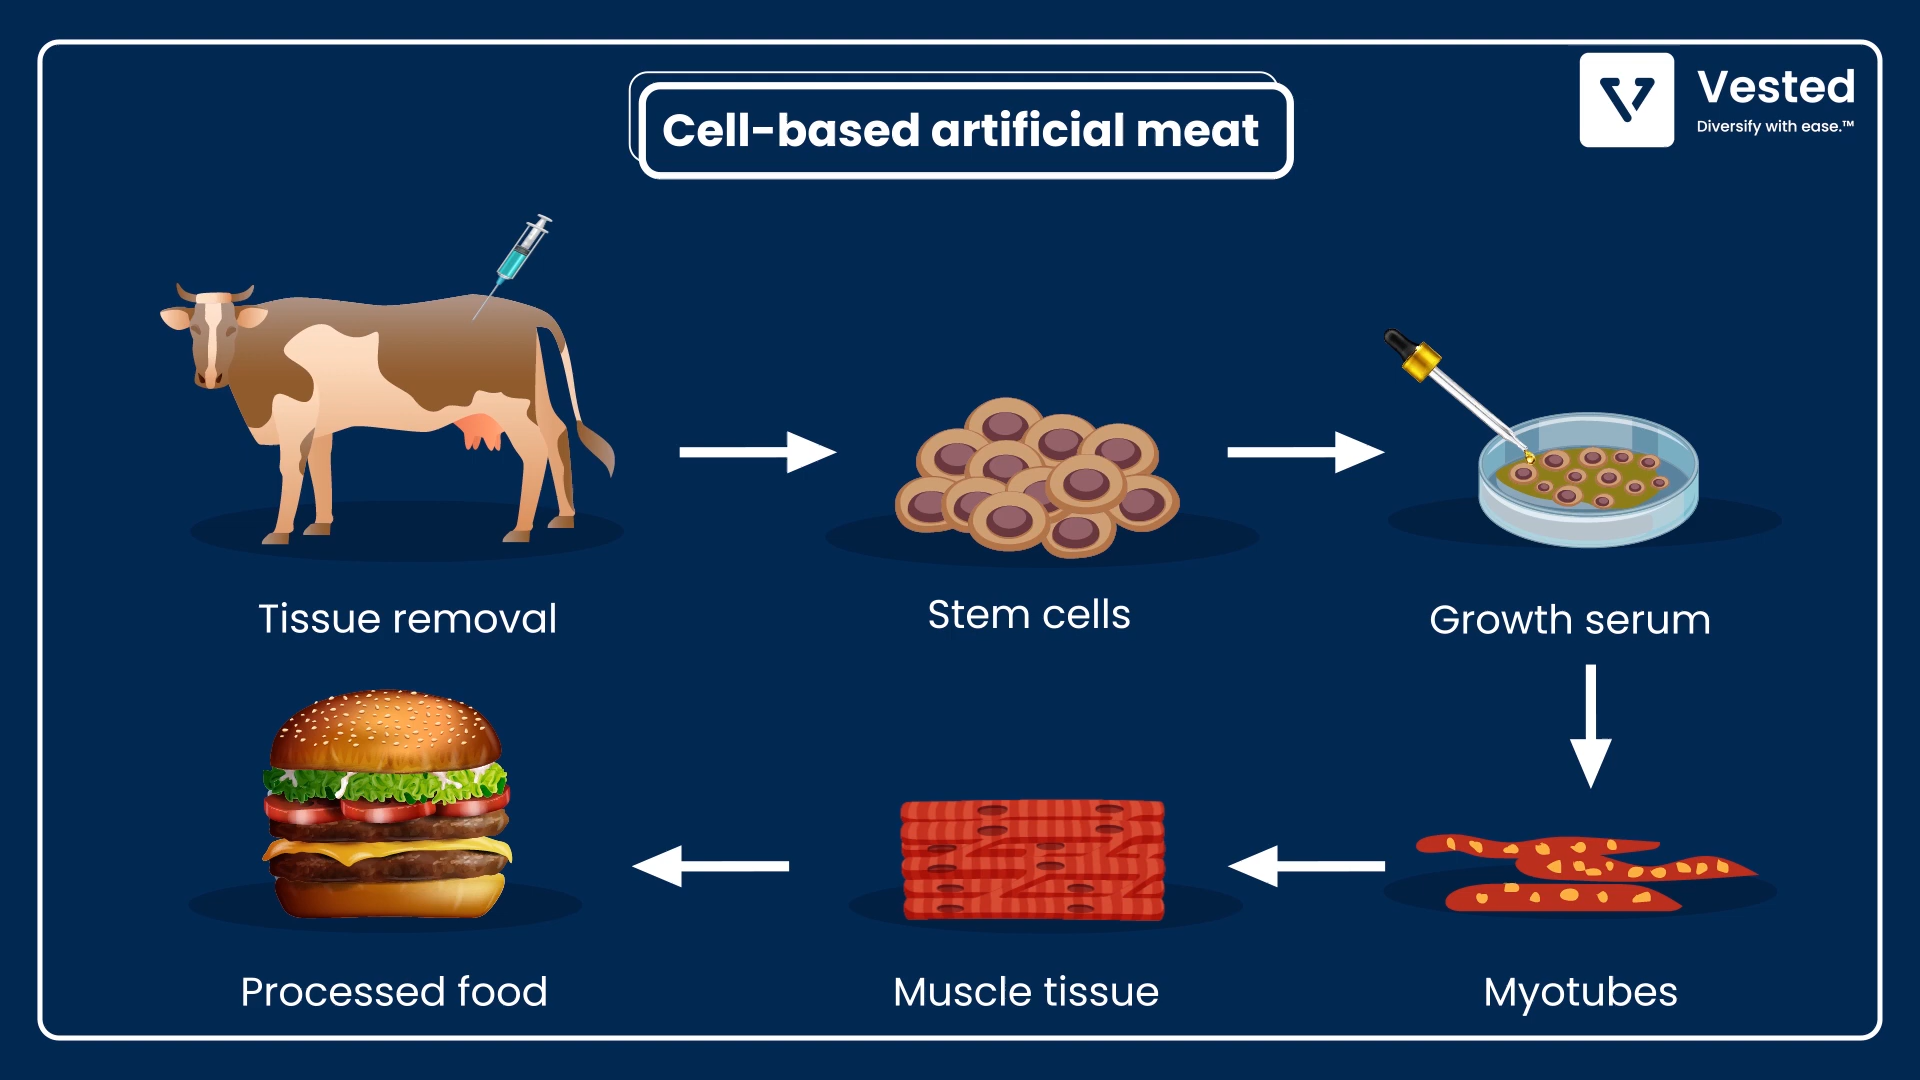 Cell-based artificial meat
Vested
Diversify with ease.™
Tissue removal
Stem cells
Growth serum
Processed food
Muscle tissue
Myotubes